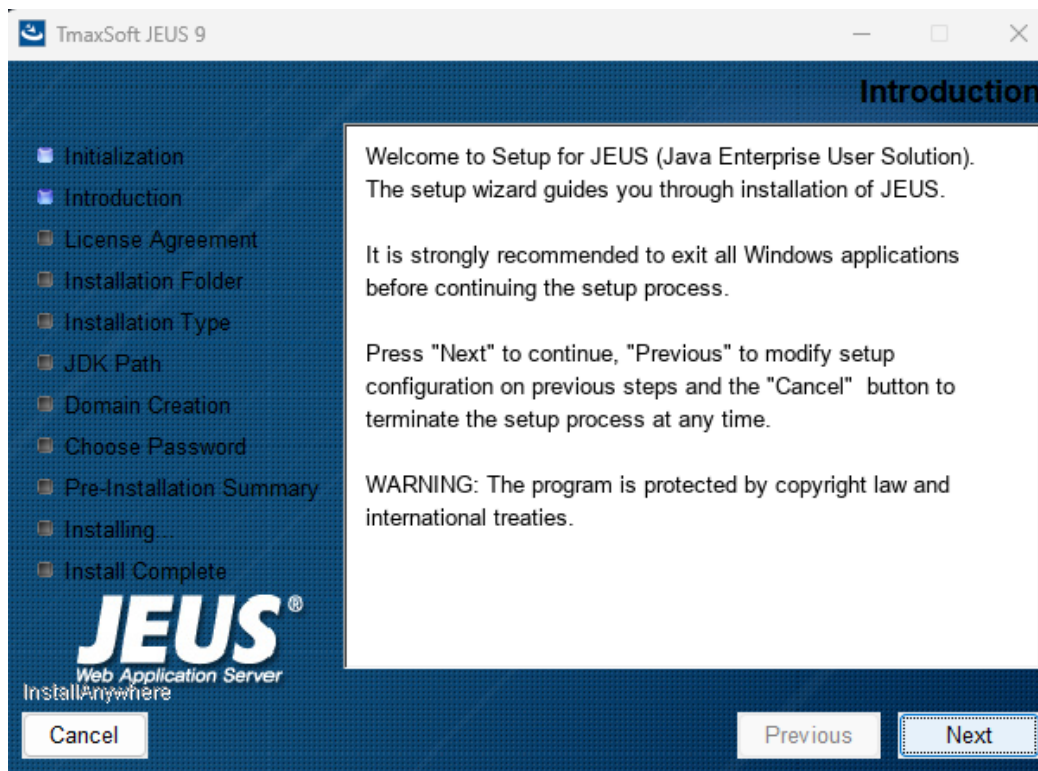 TmaxSoft JEUS 9
Introduction
Initialization
Introduction
License Agreement
Installation Folder
Installation Type
JDK Path
Domain Creation
Choose Password
Pre-Installation Summary
Installing...
Install Complete
Welcome to Setup for JEUS (Java Enterprise User Solution).
The setup wizard guides you through installation of JEUS.
It is strongly recommended to exit all Windows applications
before continuing the setup process.
Press "Next" to continue, "Previous" to modify setup
configuration on previous steps and the "Cancel"  button to
terminate the setup process at any time.
WARNING: The program is protected by copyright law and
international treaties.
JEUS®
Web Application Server
InstallAnywhere
Cancel
Previous
Next